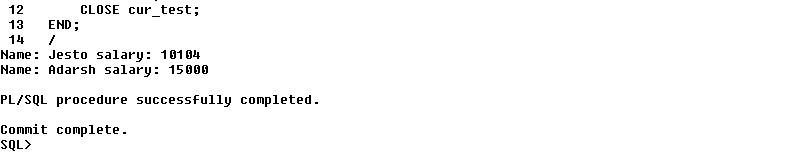 12 CLOSE cur_test;
13 END;
14 /
Name: Jesto salary: 10104
Name: Adarsh salary: 15000
PL/SQL procedure successfully completed.
Commit complete.
SQL>